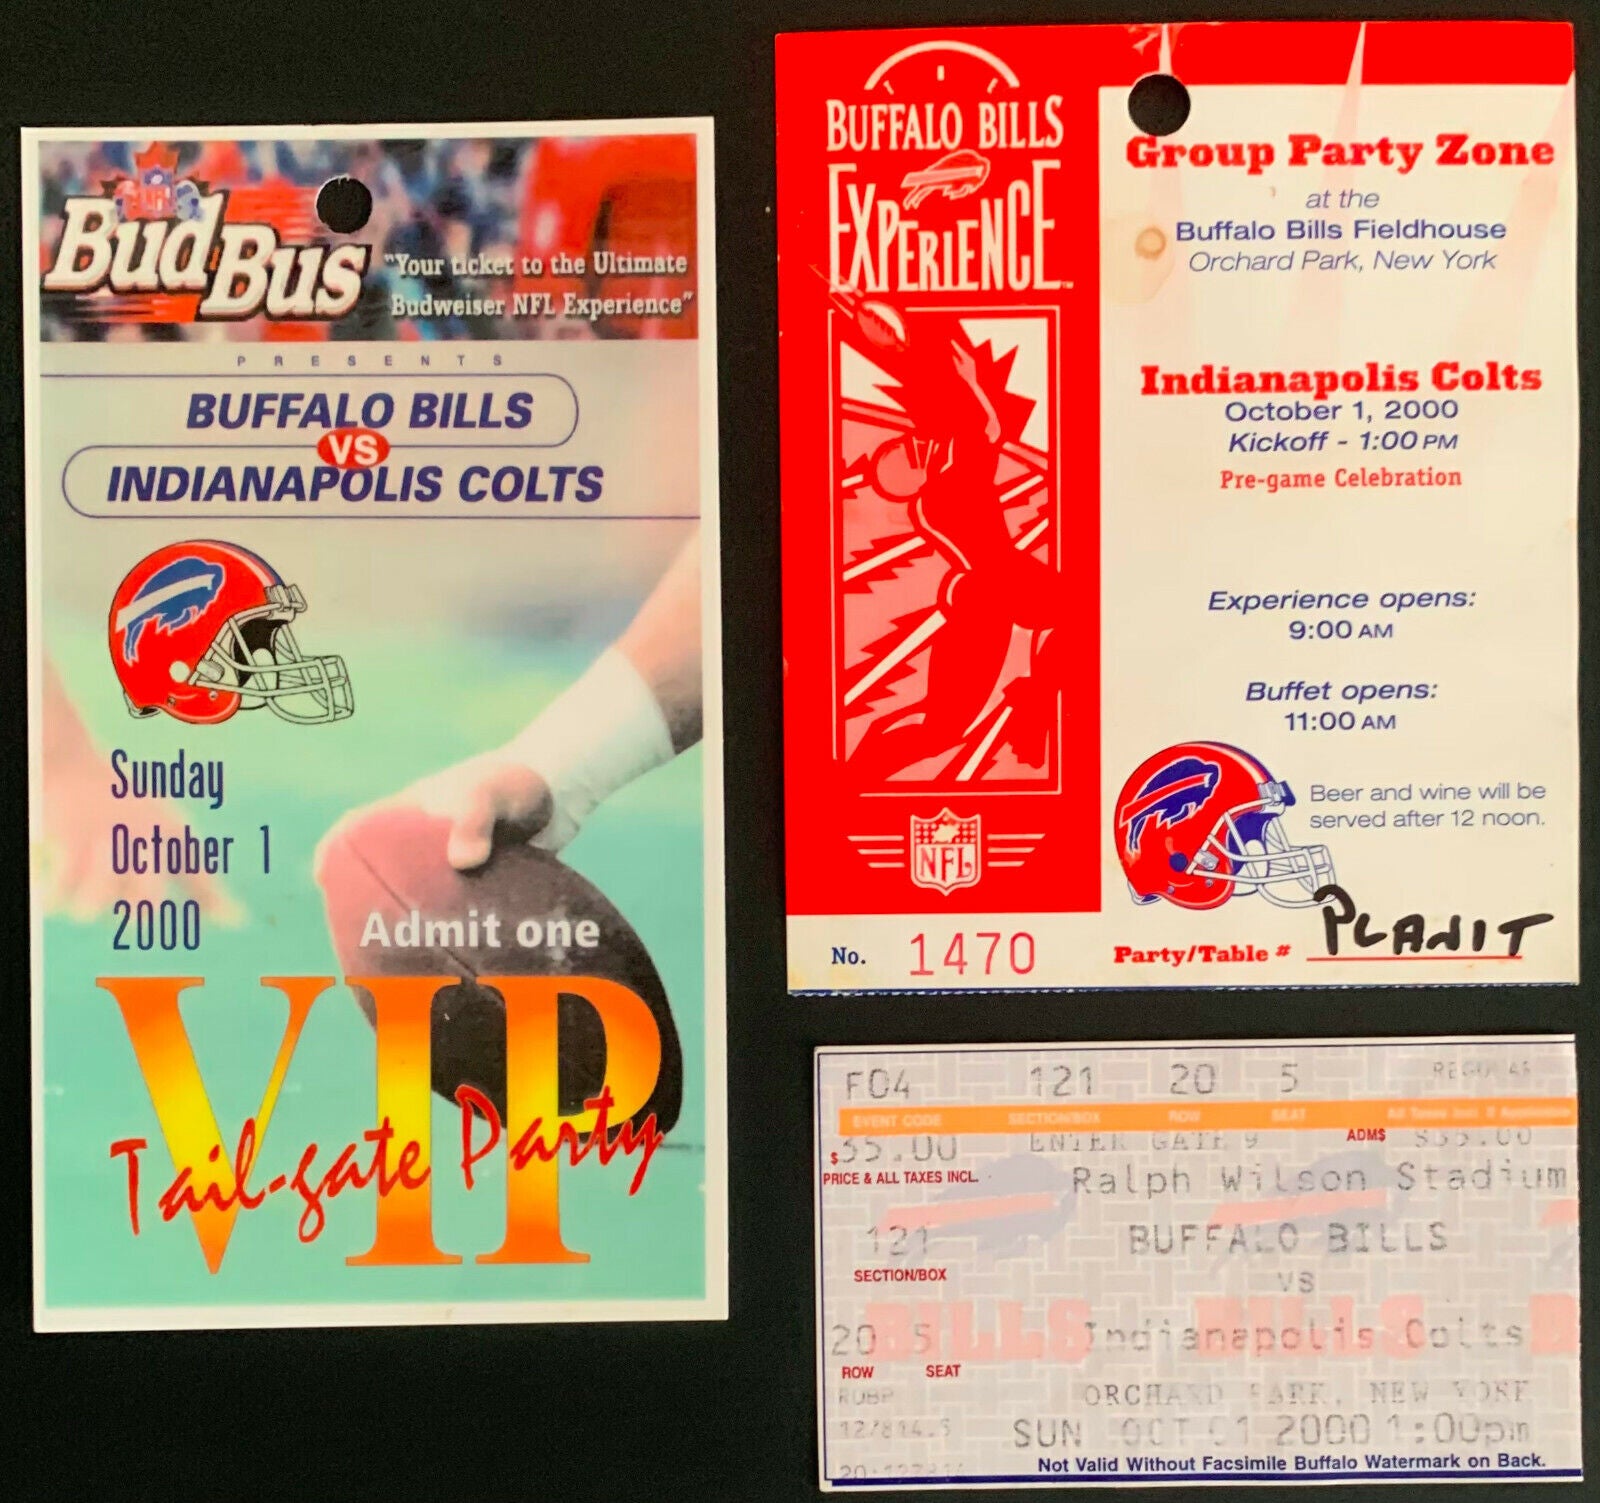 Bud Bus
"Your ticket to the Ultimate
Budweiser NFL Experience"
PRESENTS
BUFFALO BILLS
VS
INDIANAPOLIS COLTS
Sunday
October 1
2000
Admit one
VIP
Tail-gate Party
BUFFALO BILLS
EXPERIENCE
NFL
No. 1470
Group Party Zone
at the
Buffalo Bills Fieldhouse
Orchard Park, New York
Indianapolis Colts
October 1, 2000
Kickoff - 1:00 PM
Pre-game Celebration
Experience opens:
9:00 AM
Buffet opens:
11:00 AM
Beer and wine will be
served after 12 noon.
Party/Table # PLANIT
F04 121 20 5
EVENT CODE SECTION/BOX ROW SEAT
$35.00 ENTER GATE 9 ADM$ $35.00
PRICE & ALL TAXES INCL. Ralph Wilson Stadium
121 BUFFALO BILLS
SECTION/BOX VS
20 5 Indianapolis Colts
BILLS BILLS
ROW SEAT
ORCHARD PARK, NEW YORK
SUN OCT 01 2000 1:00pm
Not Valid Without Facsimile Buffalo Watermark on Back.